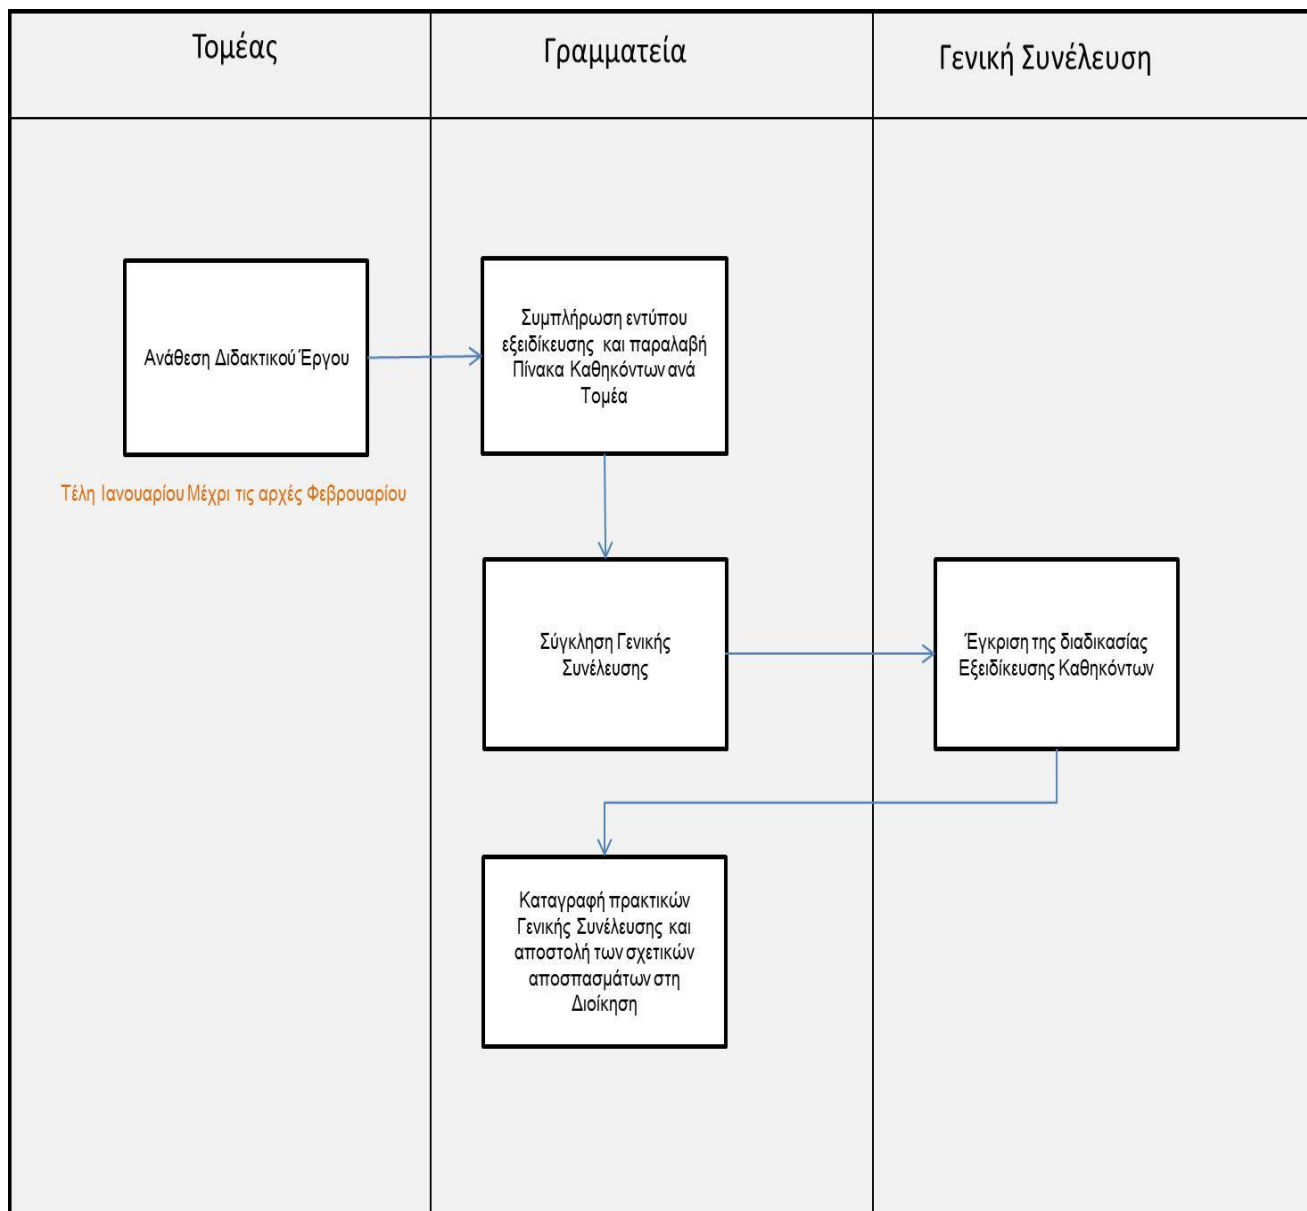 Τομέας
Γραμματεία
Γενική Συνέλευση
Ανάθεση Διδακτικού Έργου
Συμπλήρωση εντύπου
εξειδίκευσης και παραλαβή
Πίνακα Καθηκόντων ανά
Τομέα
Τέλη Ιανουαρίου Μέχρι τις αρχές Φεβρουαρίου
Σύγκληση Γενικής
Συνέλευσης
Έγκριση της διαδικασίας
Εξειδίκευσης Καθηκόντων
Καταγραφή πρακτικών
Γενικής Συνέλευσης και
αποστολή των σχετικών
αποσπασμάτων στη
Διοίκηση